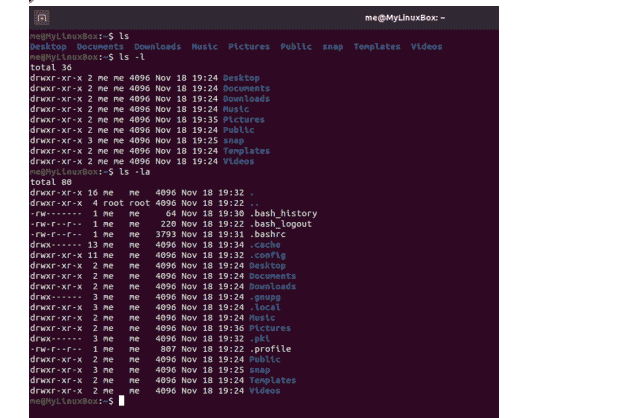 me@MyLinuxBox: ~
me@MyLinuxBox:~$ ls
Desktop Documents Downloads Music Pictures Public snap Templates Videos
me@MyLinuxBox:~$ ls -l
total 36
drwxr-xr-x 2 me me 4096 Nov 18 19:24 Desktop
drwxr-xr-x 2 me me 4096 Nov 18 19:24 Documents
drwxr-xr-x 2 me me 4096 Nov 18 19:24 Downloads
drwxr-xr-x 2 me me 4096 Nov 18 19:24 Music
drwxr-xr-x 2 me me 4096 Nov 18 19:35 Pictures
drwxr-xr-x 2 me me 4096 Nov 18 19:24 Public
drwxr-xr-x 3 me me 4096 Nov 18 19:25 snap
drwxr-xr-x 2 me me 4096 Nov 18 19:24 Templates
drwxr-xr-x 2 me me 4096 Nov 18 19:24 Videos
me@MyLinuxBox:~$ ls -la
total 80
drwxr-xr-x 16 me me 4096 Nov 18 19:32 .
drwxr-xr-x 4 root root 4096 Nov 18 19:22 ..
-rw------- 1 me me 64 Nov 18 19:30 .bash_history
-rw-r--r-- 1 me me 220 Nov 18 19:22 .bash_logout
-rw-r--r-- 1 me me 3793 Nov 18 19:31 .bashrc
drwx------ 13 me me 4096 Nov 18 19:34 .cache
drwxr-xr-x 11 me me 4096 Nov 18 19:32 .config
drwxr-xr-x 2 me me 4096 Nov 18 19:24 Desktop
drwxr-xr-x 2 me me 4096 Nov 18 19:24 Documents
drwxr-xr-x 2 me me 4096 Nov 18 19:24 Downloads
drwx------ 3 me me 4096 Nov 18 19:24 .gnupg
drwxr-xr-x 3 me me 4096 Nov 18 19:24 .local
drwxr-xr-x 2 me me 4096 Nov 18 19:24 Music
drwxr-xr-x 2 me me 4096 Nov 18 19:36 Pictures
drwx------ 3 me me 4096 Nov 18 19:32 .pki
-rw-r--r-- 1 me me 807 Nov 18 19:22 .profile
drwxr-xr-x 2 me me 4096 Nov 18 19:24 Public
drwxr-xr-x 3 me me 4096 Nov 18 19:25 snap
drwxr-xr-x 2 me me 4096 Nov 18 19:24 Templates
drwxr-xr-x 2 me me 4096 Nov 18 19:24 Videos
me@MyLinuxBox:~$